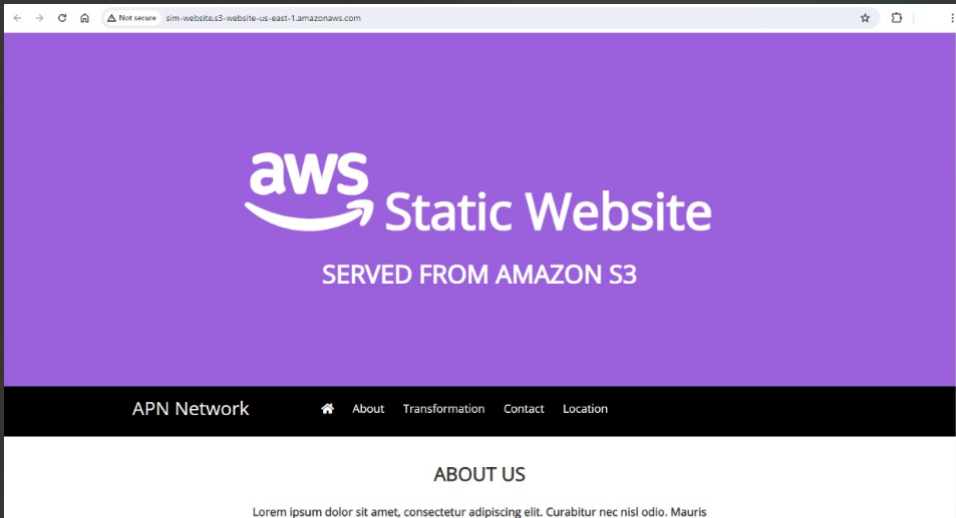 Not secure sim-website.s3-website-us-east-1.amazonaws.com
aws Static Website
SERVED FROM AMAZON S3
APN Network About Transformation Contact Location
ABOUT US
Lorem ipsum dolor sit amet, consectetur adipiscing elit. Curabitur nec nisl odio. Mauris